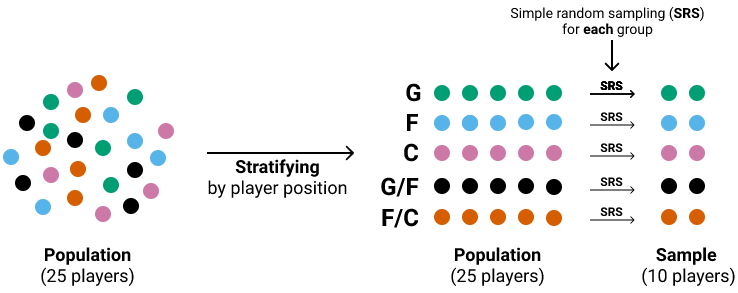 Simple random sampling (SRS)
for each group
G
SRS
F
SRS
C
SRS
G/F
SRS
F/C
SRS
Stratifying
by player position
Population
(25 players)
Population
(25 players)
Sample
(10 players)